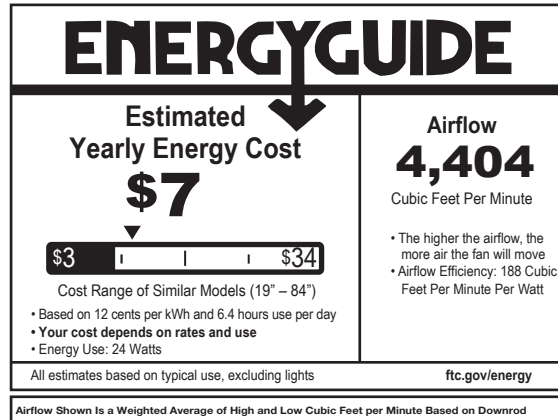 ENERGYGUIDE
Estimated
Yearly Energy Cost
$7
$3
$34
Cost Range of Similar Models (19” – 84”)
• Based on 12 cents per kWh and 6.4 hours use per day
• Your cost depends on rates and use
• Energy Use: 24 Watts
Airflow
4,404
Cubic Feet Per Minute
• The higher the airflow, the
more air the fan will move
• Airflow Efficiency: 188 Cubic
Feet Per Minute Per Watt
All estimates based on typical use, excluding lights
ftc.gov/energy
Airflow Shown Is a Weighted Average of High and Low Cubic Feet per Minute Based on Downrod